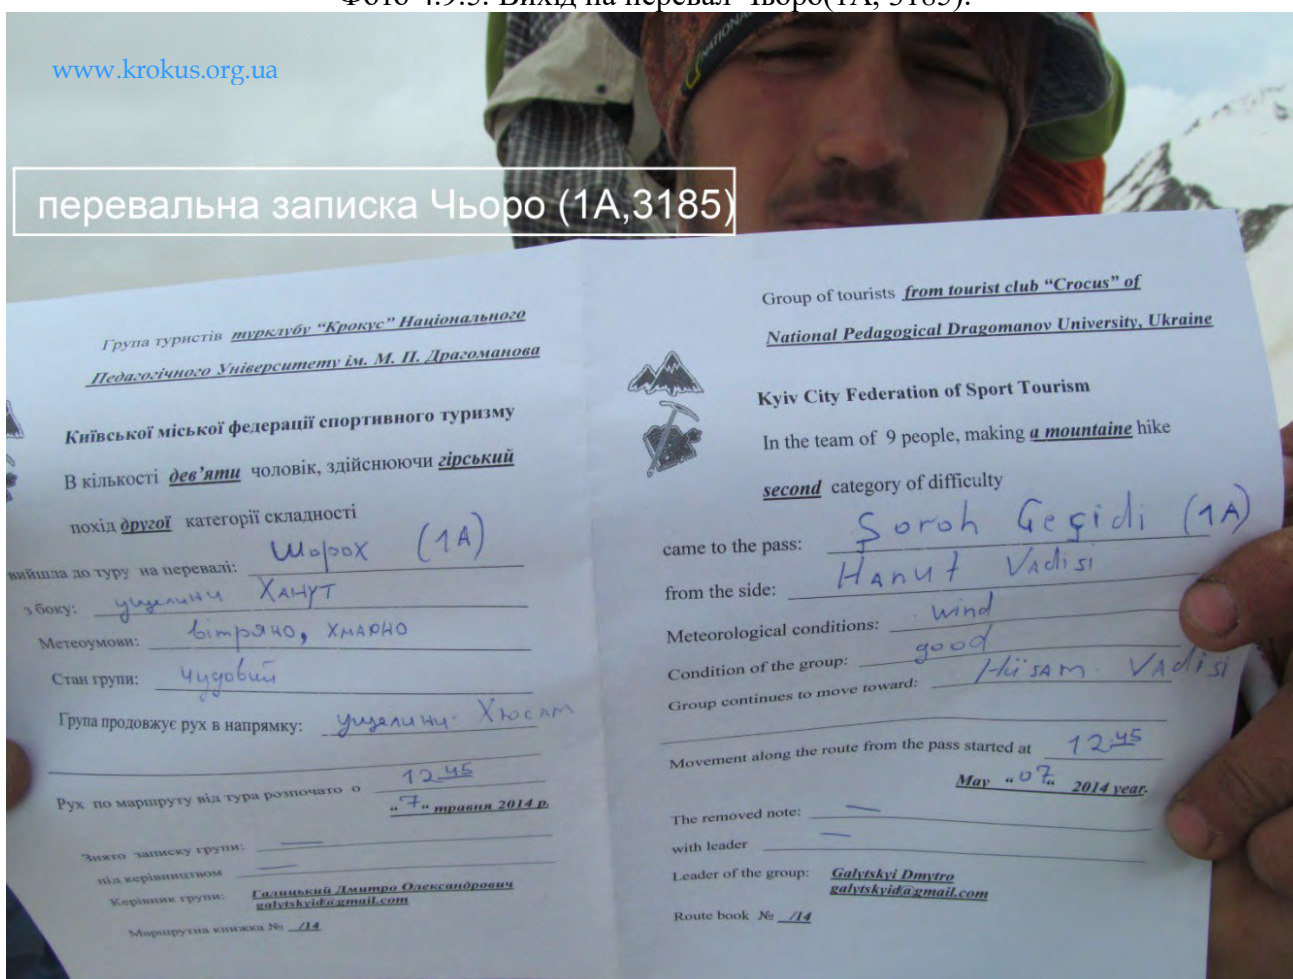 Фото 4.9.5. Вихід на перевал Чьоро(1А, 3185).
www.krokus.org.ua
NATIONAL
перевальна записка Чьоро (1А,3185)
Група туристів турклубу “Крокус” Національного
Педагогічного Університету ім. М. П. Драгоманова
Київської міської федерації спортивного туризму
В кількості дев’яти чоловік, здійснюючи гірський
похід другої категорії складності
вийшла до туру на перевалі: Шорох (1А)
з боку: ущелини ХАНУТ
Метеоумови: вітряно, хмарно
Стан групи: чудовий
Група продовжує рух в напрямку: ущелини Хюсам
Рух по маршруту від тура розпочато о 12 45
„7„ травня 2014 р.
Знято записку групи: —
під керівництвом —
Керівник групи: Галицький Дмитро Олександрович
galytskyid@gmail.com
Маршрутна книжка № /14
Group of tourists from tourist club “Crocus” of
National Pedagogical Dragomanov University, Ukraine
Kyiv City Federation of Sport Tourism
In the team of 9 people, making a mountaine hike
second category of difficulty
came to the pass: Şoroh Geçidi (1A)
from the side: Hanut Vadisi
Meteorological conditions: wind
Condition of the group: good
Group continues to move toward: Hüsam Vadisi
Movement along the route from the pass started at 12 45
May „07„ 2014 year.
The removed note: —
with leader —
Leader of the group: Galytskyi Dmytro
galytskyid@gmail.com
Route book № /14